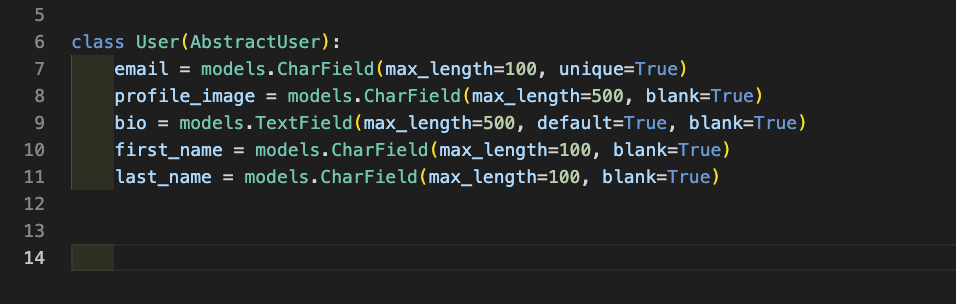 5
6 class User(AbstractUser):
7     email = models.CharField(max_length=100, unique=True)
8     profile_image = models.CharField(max_length=500, blank=True)
9     bio = models.TextField(max_length=500, default=True, blank=True)
10     first_name = models.CharField(max_length=100, blank=True)
11     last_name = models.CharField(max_length=100, blank=True)
12
13
14